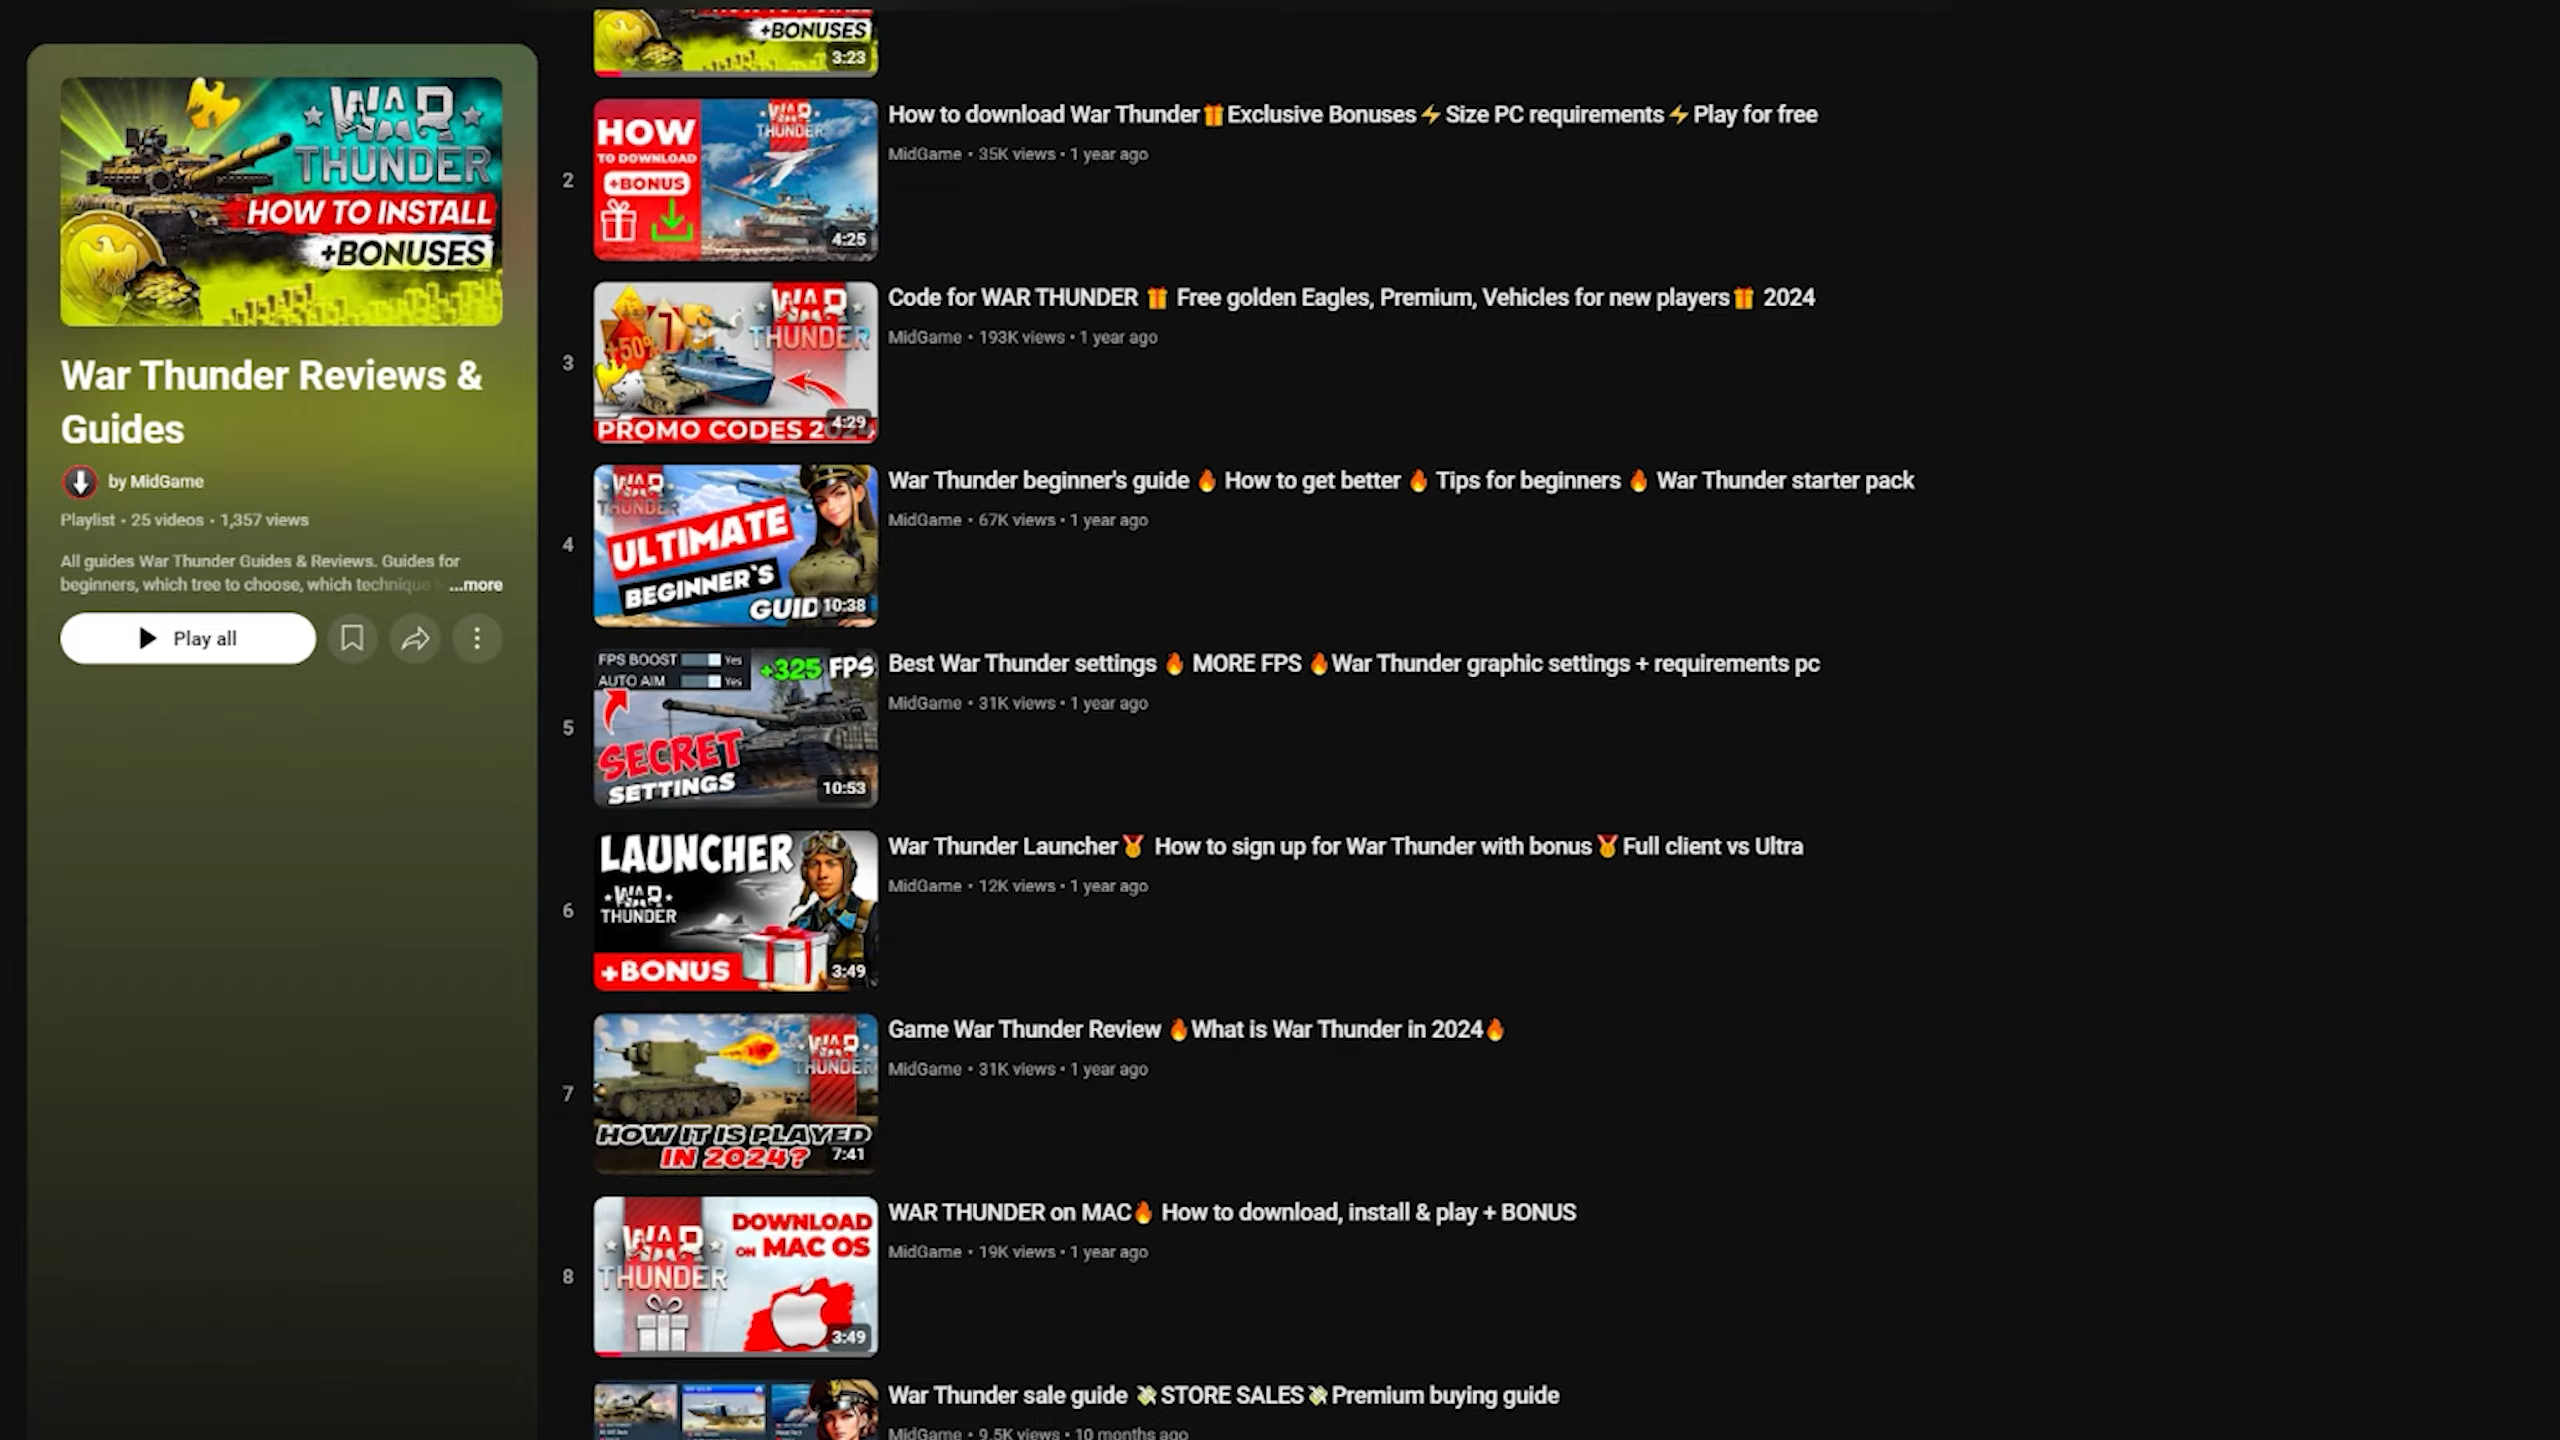 WAR
THUNDER
HOW TO INSTALL
+BONUSES
War Thunder Reviews &
Guides
by MidGame
Playlist • 25 videos • 1,357 views
All guides War Thunder Guides & Reviews. Guides for
beginners, which tree to choose, which technique ...more
Play all
+BONUSES
3:23
2
HOW
TO DOWNLOAD
+BONUS
WAR
THUNDER
4:25
How to download War Thunder🎁Exclusive Bonuses⚡Size PC requirements⚡Play for free
MidGame • 35K views • 1 year ago
3
+50%
7
WAR
THUNDER
PROMO CODES 2024
4:29
Code for WAR THUNDER 🎁 Free golden Eagles, Premium, Vehicles for new players🎁 2024
MidGame • 193K views • 1 year ago
4
WAR
THUNDER
ULTIMATE
BEGINNER`S
GUID
10:38
War Thunder beginner's guide 🔥 How to get better 🔥 Tips for beginners 🔥 War Thunder starter pack
MidGame • 67K views • 1 year ago
5
FPS BOOST Yes
AUTO AIM Yes
+325 FPS
SECRET
SETTINGS
10:53
Best War Thunder settings 🔥 MORE FPS 🔥War Thunder graphic settings + requirements pc
MidGame • 31K views • 1 year ago
6
LAUNCHER
WAR
THUNDER
+BONUS
3:49
War Thunder Launcher🏅 How to sign up for War Thunder with bonus🏅Full client vs Ultra
MidGame • 12K views • 1 year ago
7
WAR
THUNDER
HOW IT IS PLAYED
IN 2024?
7:41
Game War Thunder Review 🔥What is War Thunder in 2024🔥
MidGame • 31K views • 1 year ago
8
WAR
THUNDER
DOWNLOAD
ON MAC OS
3:49
WAR THUNDER on MAC🔥 How to download, install & play + BONUS
MidGame • 19K views • 1 year ago
War Thunder sale guide 💸STORE SALES💸Premium buying guide
MidGame • 9.5K views • 10 months ago